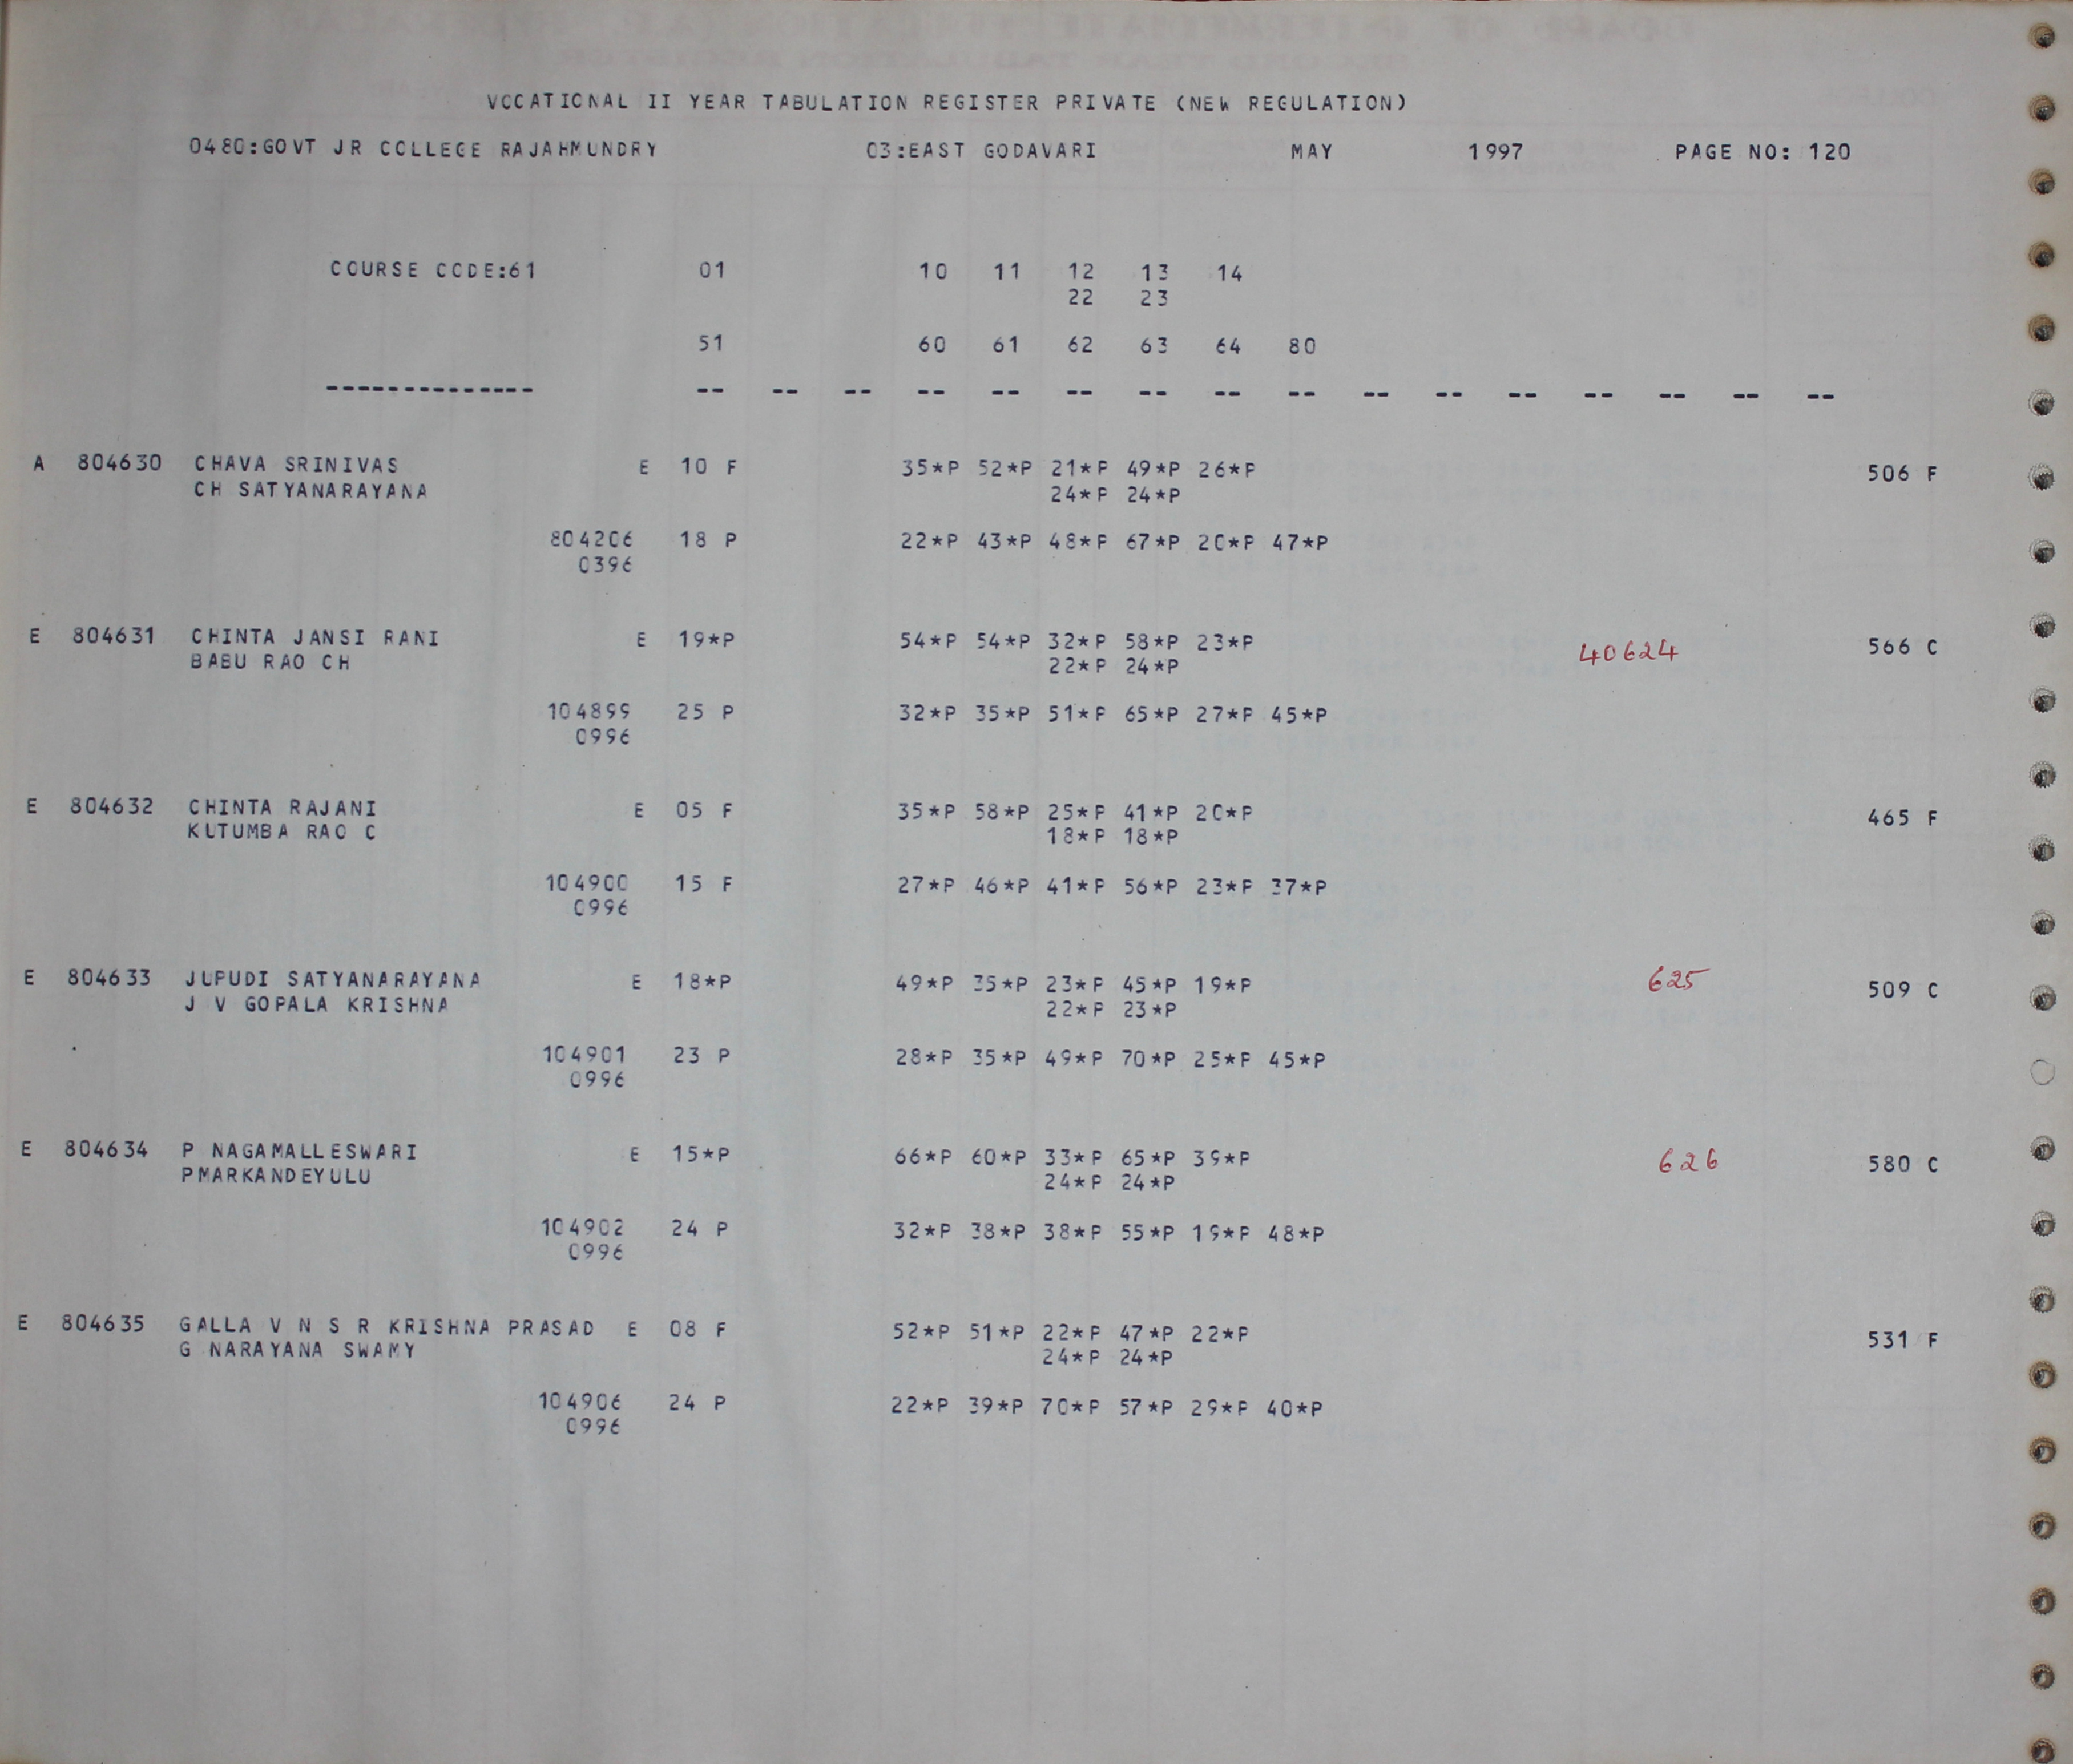 VOCATIONAL II YEAR TABULATION REGISTER PRIVATE (NEW REGULATION)
0480:GOVT JR COLLEGE RAJAHMUNDRY 03:EAST GODAVARI MAY 1997 PAGE NO: 120
COURSE CODE:61 01 10 11 12 13 14
22 23
51 60 61 62 63 64 80
-------------- -- -- -- -- -- -- -- -- -- -- -- -- -- -- -- --
A 804630 CHAVA SRINIVAS E 10 F 35*P 52*P 21*P 49*P 26*P 506 F
CH SATYANARAYANA 24*P 24*P
804206 18 P 22*P 43*P 48*P 67*P 20*P 47*P
0396
E 804631 CHINTA JANSI RANI E 19*P 54*P 54*P 32*P 58*P 23*P 40624 566 C
BABU RAO CH 22*P 24*P
104899 25 P 32*P 35*P 51*P 65*P 27*P 45*P
0996
E 804632 CHINTA RAJANI E 05 F 35*P 58*P 25*P 41*P 20*P 465 F
KUTUMBA RAO C 18*P 18*P
104900 15 F 27*P 46*P 41*P 56*P 23*P 37*P
0996
E 804633 JUPUDI SATYANARAYANA E 18*P 49*P 35*P 23*P 45*P 19*P 625 509 C
J V GOPALA KRISHNA 22*P 23*P
104901 23 P 28*P 35*P 49*P 70*P 25*P 45*P
0996
E 804634 P NAGAMALLESWARI E 15*P 66*P 60*P 33*P 65*P 39*P 626 580 C
PMARKANDEYULU 24*P 24*P
104902 24 P 32*P 38*P 38*P 55*P 19*P 48*P
0996
E 804635 GALLA V N S R KRISHNA PRASAD E 08 F 52*P 51*P 22*P 47*P 22*P 531 F
G NARAYANA SWAMY 24*P 24*P
104906 24 P 22*P 39*P 70*P 57*P 29*P 40*P
0996